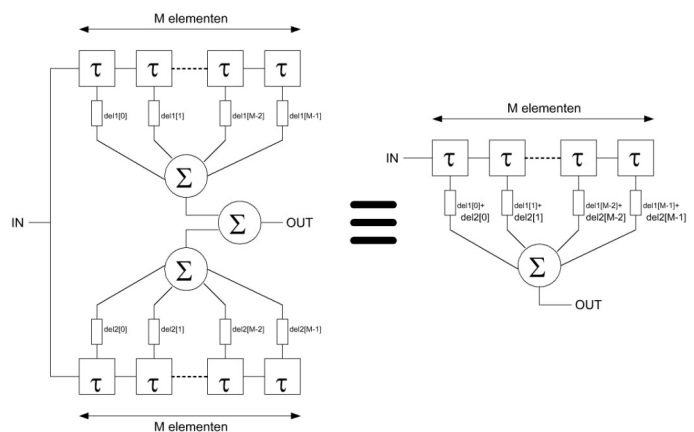 M elementen
τ τ τ τ
del1[0] del1[1] del1[M-2] del1[M-1]
Σ
IN Σ OUT
Σ
del2[0] del2[1] del2[M-2] del2[M-1]
τ τ τ τ
M elementen
M elementen
IN τ τ τ τ
del1[0]+ del1[1]+ del1[M-2]+ del1[M-1]+
del2[0] del2[1] del2[M-2] del2[M-1]
Σ
OUT